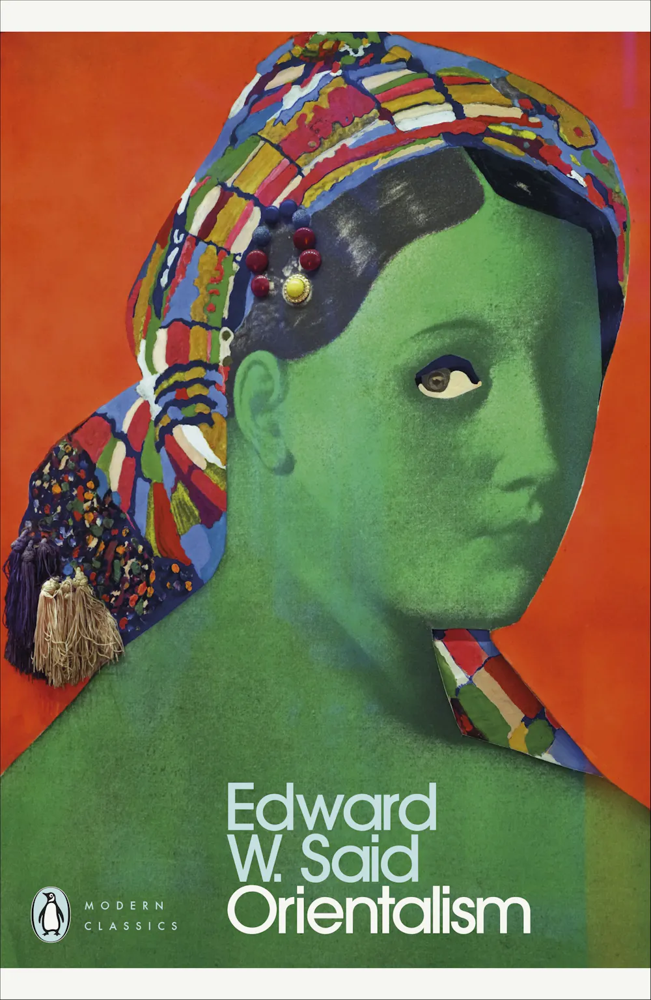 Edward
W. Said
Orientalism
MODERN
CLASSICS